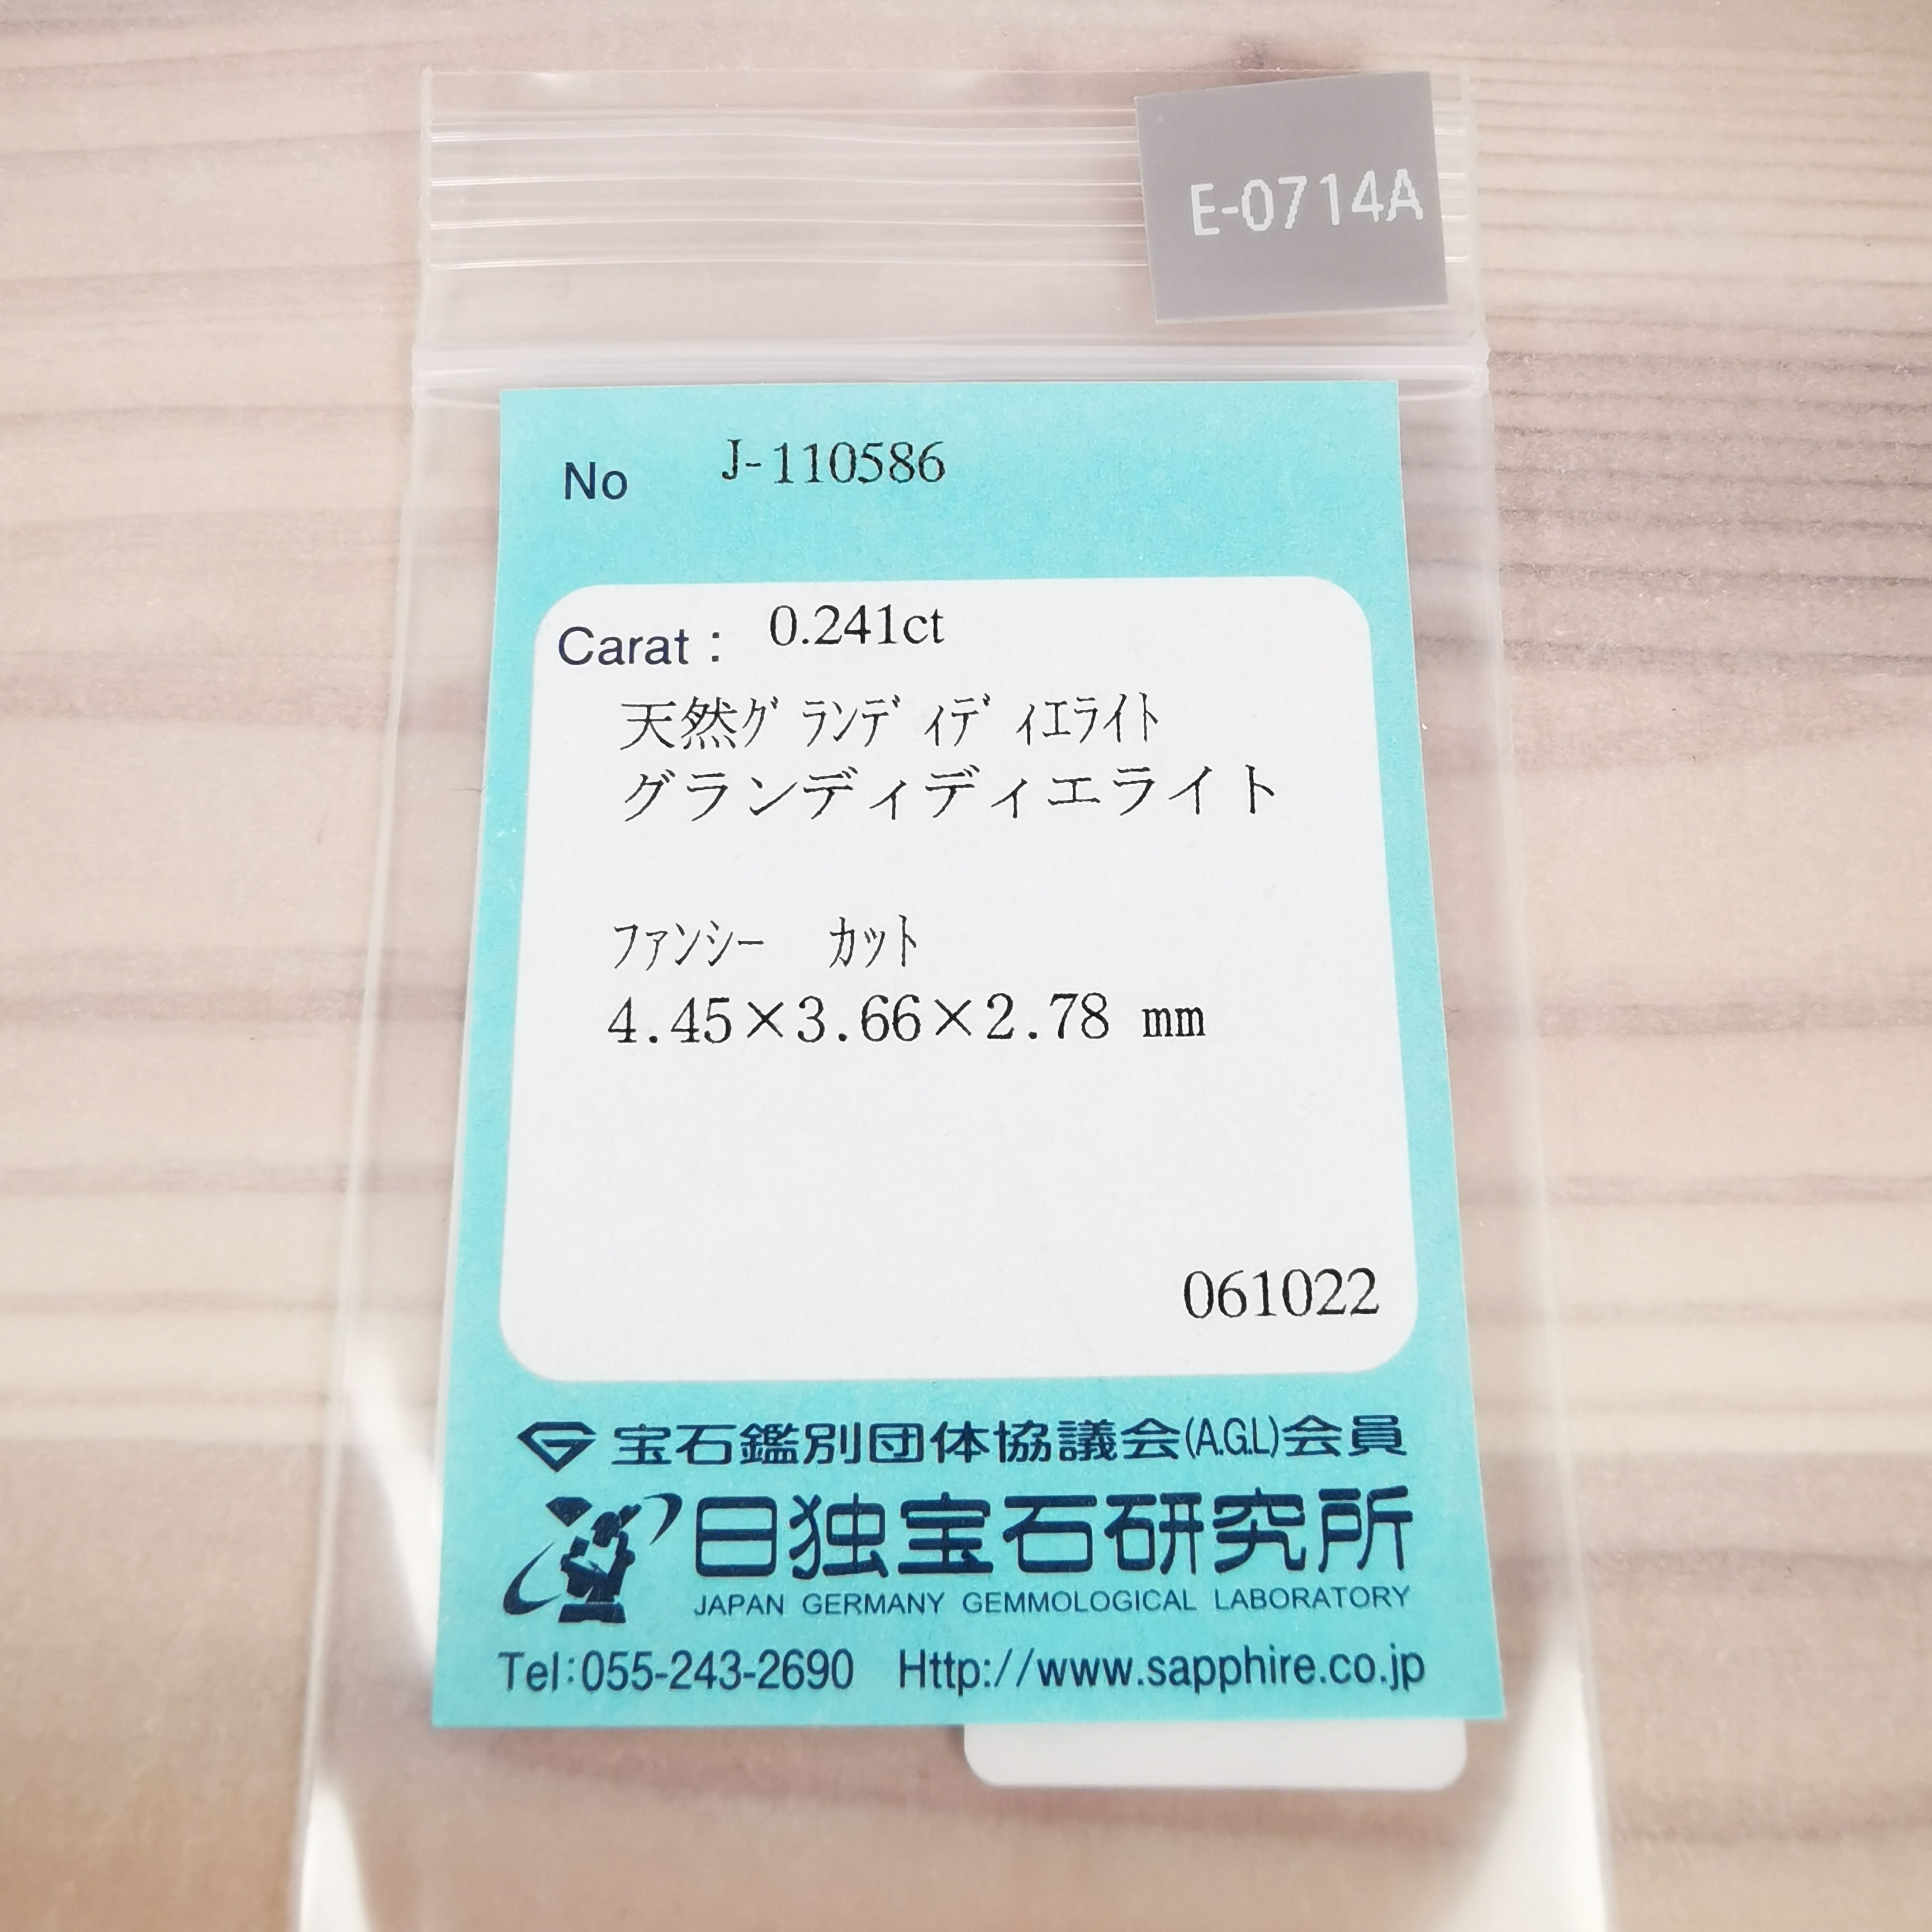 E-0714A
No J-110586
Carat : 0.241ct
天然グランディディエライト
グランディディエライト
ファンシー カット
4.45×3.66×2.78 mm
061022
宝石鑑別団体協議会(A.G.L)会員
日独宝石研究所
JAPAN GERMANY GEMMOLOGICAL LABORATORY
Tel:055-243-2690 Http://www.sapphire.co.jp